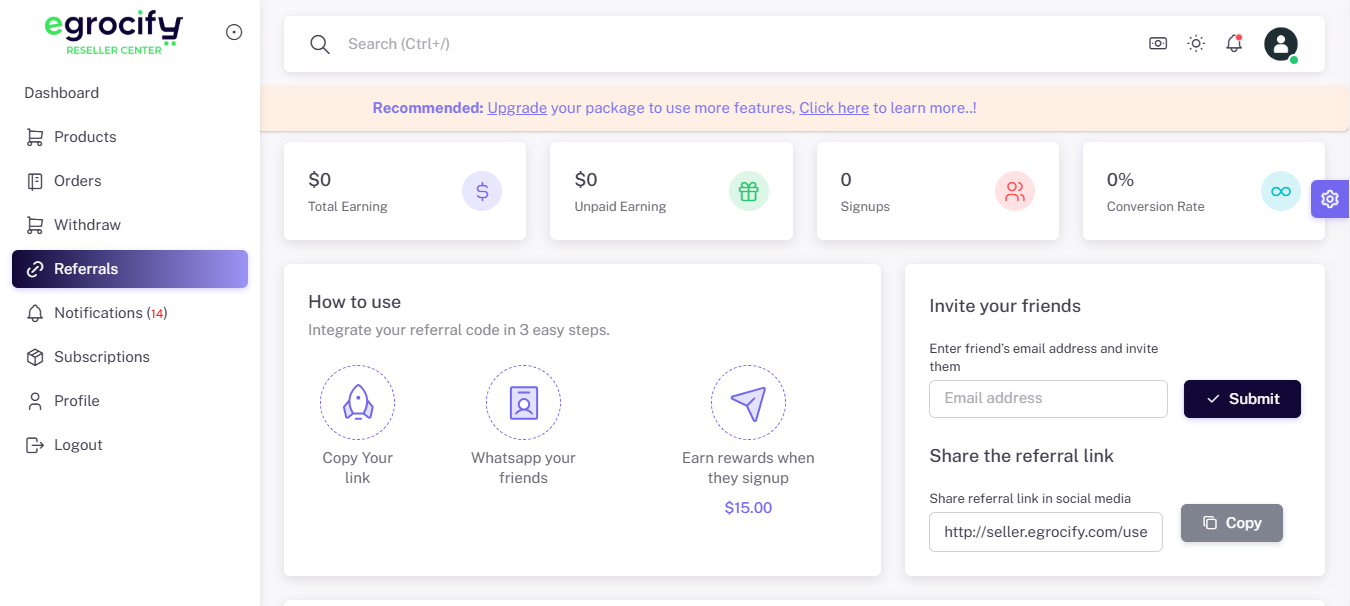 egrocify
RESELLER CENTER
Search (Ctrl+/)
Dashboard
Products
Orders
Withdraw
Referrals
Notifications (14)
Subscriptions
Profile
Logout
Recommended: Upgrade your package to use more features, Click here to learn more..!
$0
Total Earning
$0
Unpaid Earning
0
Signups
0%
Conversion Rate
How to use
Integrate your referral code in 3 easy steps.
Copy Your
link
Whatsapp your
friends
Earn rewards when
they signup
$15.00
Invite your friends
Enter friend's email address and invite
them
Email address
Submit
Share the referral link
Share referral link in social media
http://seller.egrocify.com/use
Copy